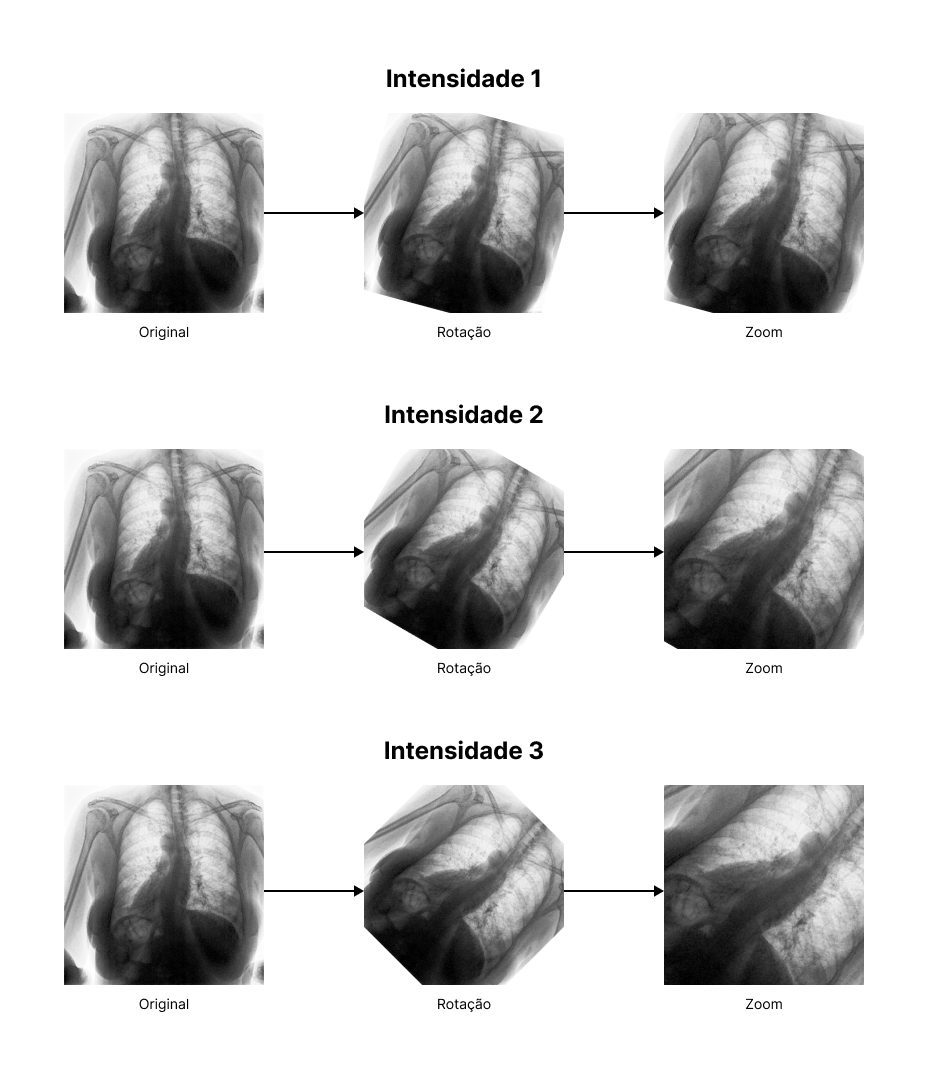 Intensidade 1
Original
Rotação
Zoom
Intensidade 2
Original
Rotação
Zoom
Intensidade 3
Original
Rotação
Zoom